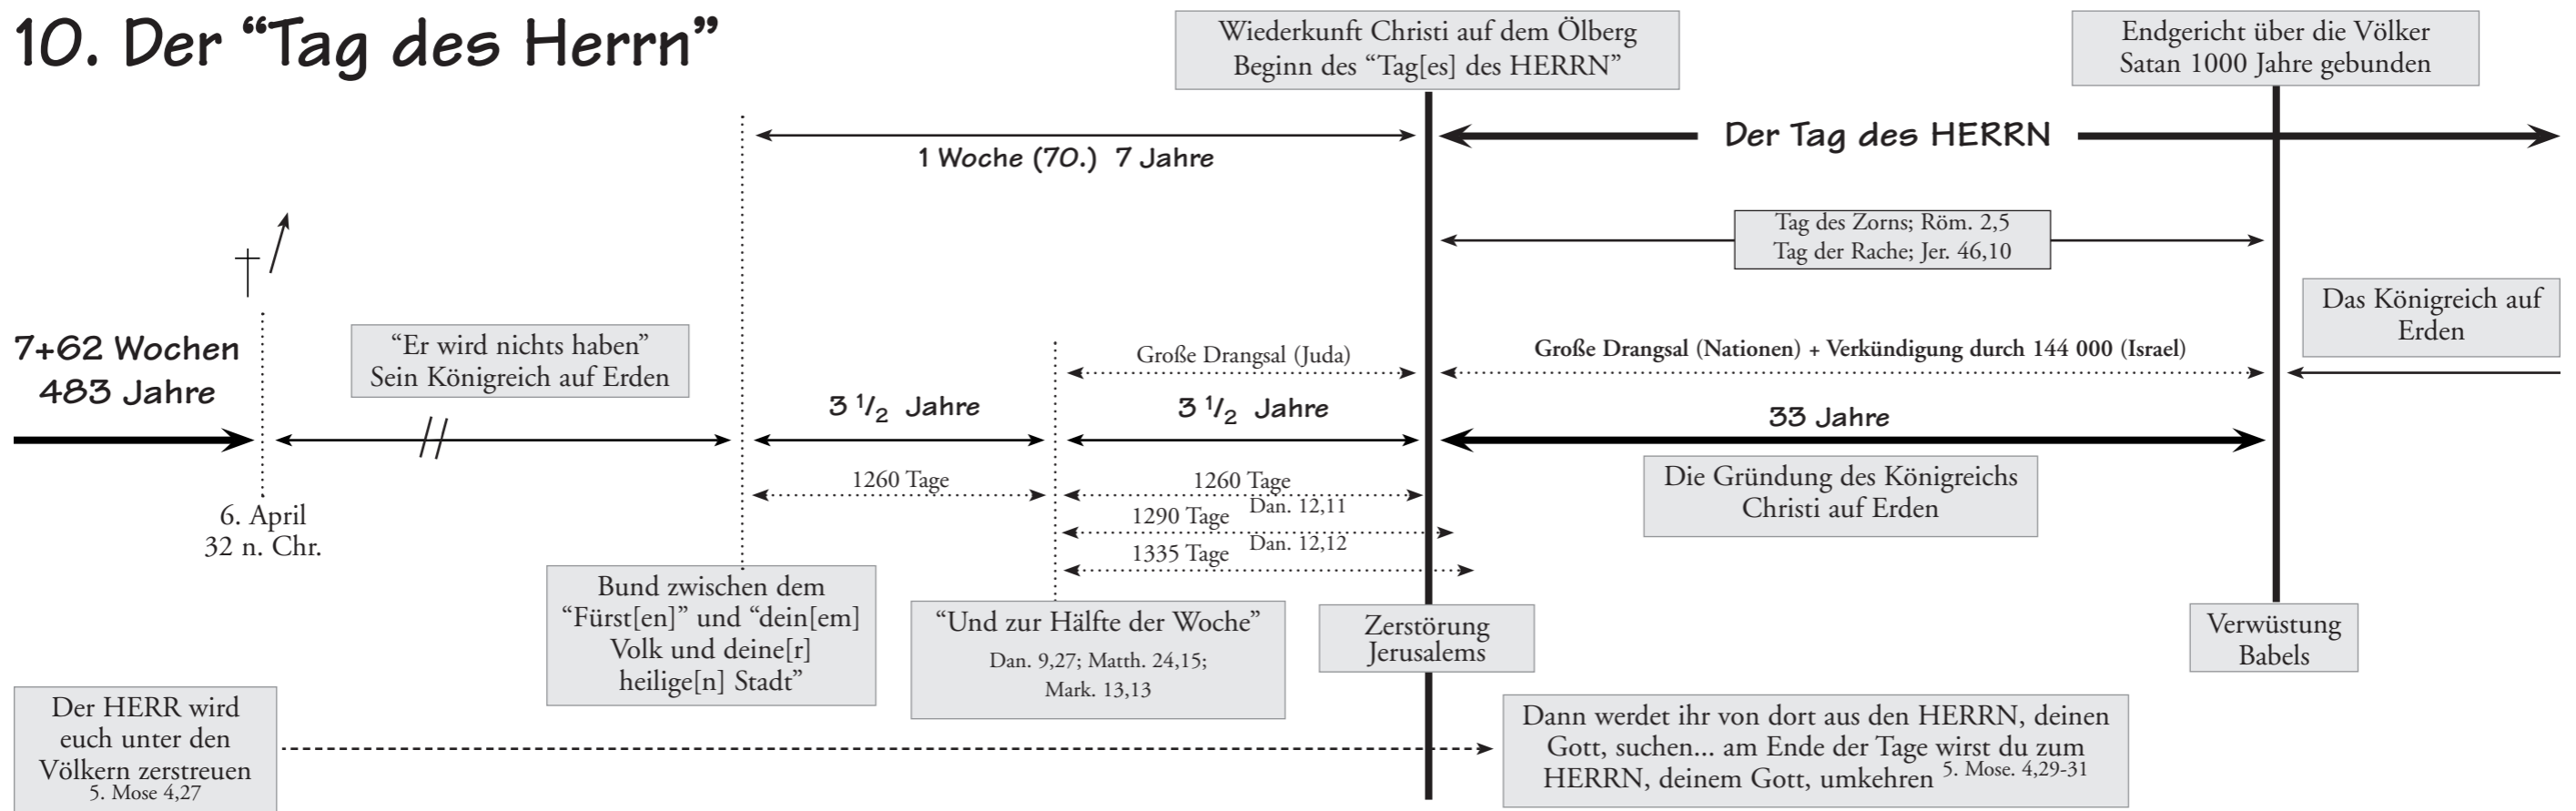 10. Der “Tag des Herrn”
Wiederkunft Christi auf dem Ölberg
Beginn des “Tag[es] des HERRN”
Endgericht über die Völker
Satan 1000 Jahre gebunden
1 Woche (70.) 7 Jahre
Der Tag des HERRN
Tag des Zorns; Röm. 2,5
Tag der Rache; Jer. 46,10
Das Königreich auf
Erden
7+62 Wochen
483 Jahre
“Er wird nichts haben”
Sein Königreich auf Erden
Große Drangsal (Juda)
Große Drangsal (Nationen) + Verkündigung durch 144 000 (Israel)
3 1/2 Jahre
3 1/2 Jahre
33 Jahre
6. April
32 n. Chr.
1260 Tage
1260 Tage
1290 Tage Dan. 12,11
1335 Tage Dan. 12,12
Die Gründung des Königreichs
Christi auf Erden
Bund zwischen dem
“Fürst[en]” und “dein[em]
Volk und deine[r]
heilige[n] Stadt”
“Und zur Hälfte der Woche”
Dan. 9,27; Matth. 24,15;
Mark. 13,13
Zerstörung
Jerusalems
Verwüstung
Babels
Der HERR wird
euch unter den
Völkern zerstreuen
5. Mose 4,27
Dann werdet ihr von dort aus den HERRN, deinen
Gott, suchen... am Ende der Tage wirst du zum
HERRN, deinem Gott, umkehren 5. Mose. 4,29-31